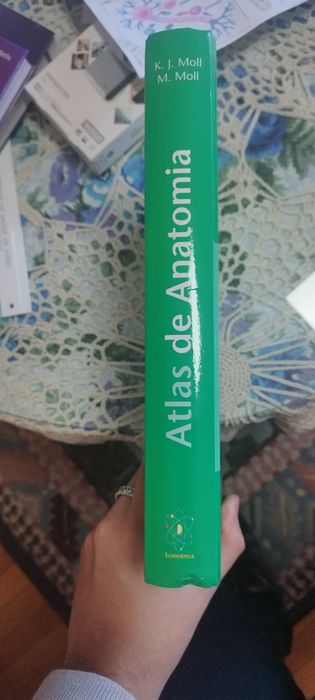 K. J. Moll
M. Moll
Atlas de Anatomia
LUSOCIÊNCIA